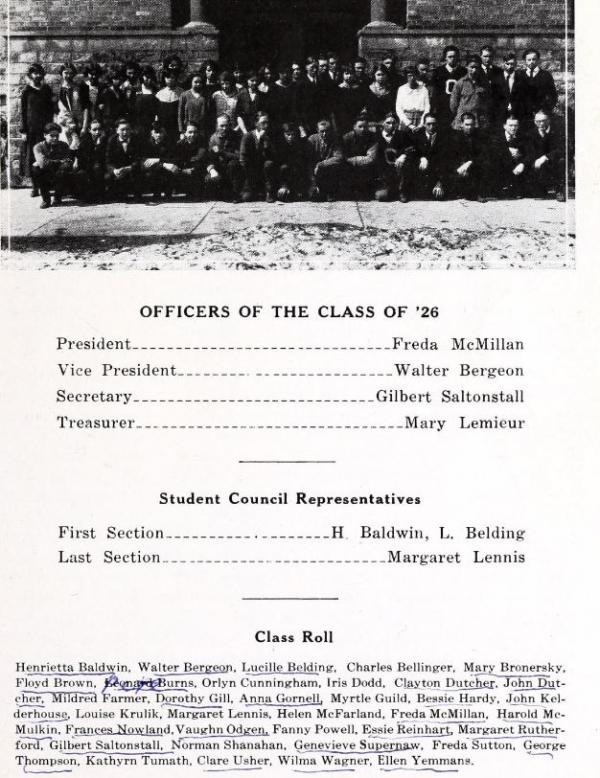 OFFICERS OF THE CLASS OF '26
President Freda McMillan
Vice President Walter Bergeon
Secretary Gilbert Saltonstall
Treasurer Mary Lemieur
Student Council Representatives
First Section H. Baldwin, L. Belding
Last Section Margaret Lennis
Class Roll
Henrietta Baldwin, Walter Bergeon, Lucille Belding, Charles Bellinger, Mary Bronersky,
Floyd Brown, Leonard Burns, Orlyn Cunningham, Iris Dodd, Clayton Dutcher, John Dut-
cher, Mildred Farmer, Dorothy Gill, Anna Gornell, Myrtle Guild, Bessie Hardy, John Kel-
derhouse, Louise Krulik, Margaret Lennis, Helen McFarland, Freda McMillan, Harold Mc-
Mulkin, Frances Nowland, Vaughn Odgen, Fanny Powell, Essie Reinhart, Margaret Ruther-
ford, Gilbert Saltonstall, Norman Shanahan, Genevieve Supernaw, Freda Sutton, George
Thompson, Kathyrn Tumath, Clare Usher, Wilma Wagner, Ellen Yemmans.